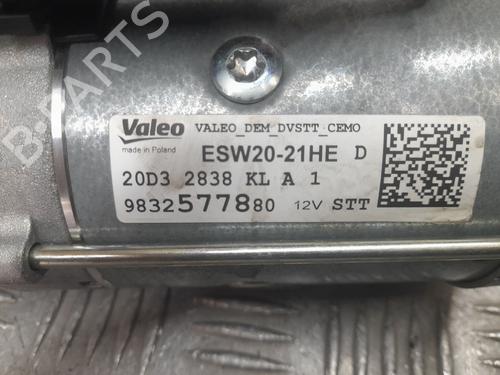 B-PARTS
Valeo VALEO_DEM_DVSTT_CEMO
made in Poland ESW20-21HE D
20D3 2838 KL A 1
9832577880 12V STT